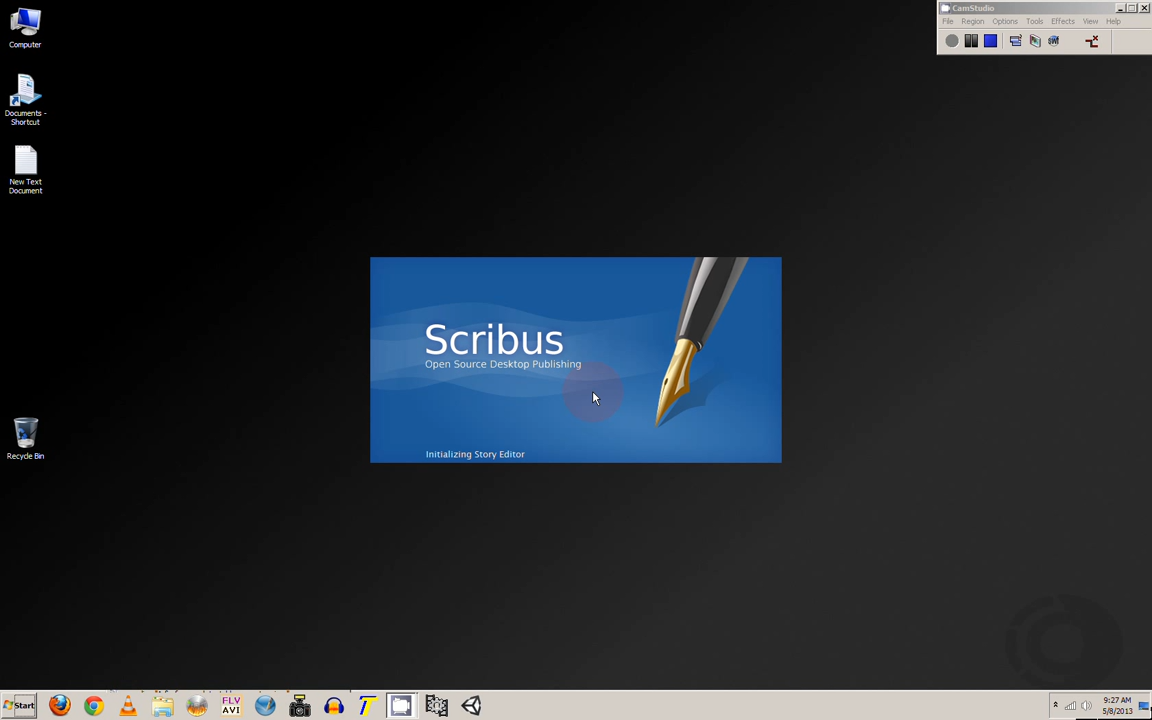 Computer
Documents -
Shortcut
New Text
Document
Recycle Bin
CamStudio
File Region Options Tools Effects View Help
Scribus
Open Source Desktop Publishing
Initializing Story Editor
Start
FLV
AVI
9:27 AM
5/8/2013